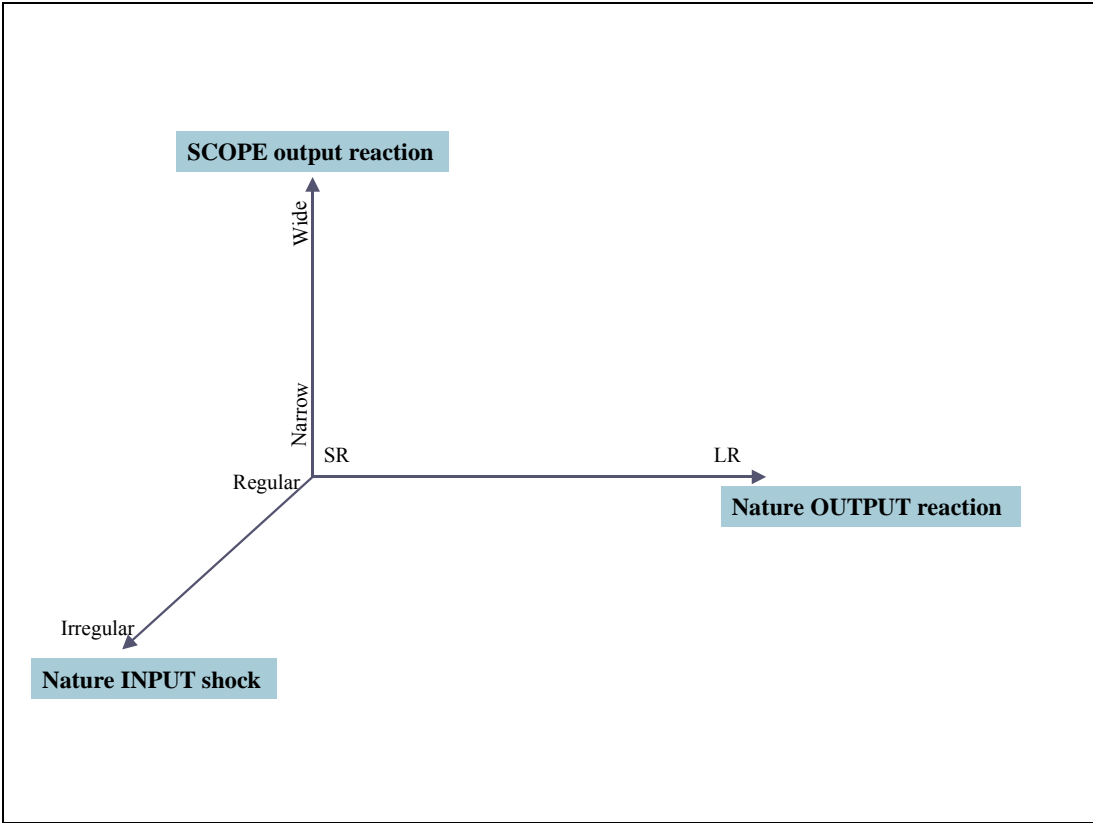 SCOPE output reaction
Wide
Narrow
SR
LR
Regular
Nature OUTPUT reaction
Irregular
Nature INPUT shock